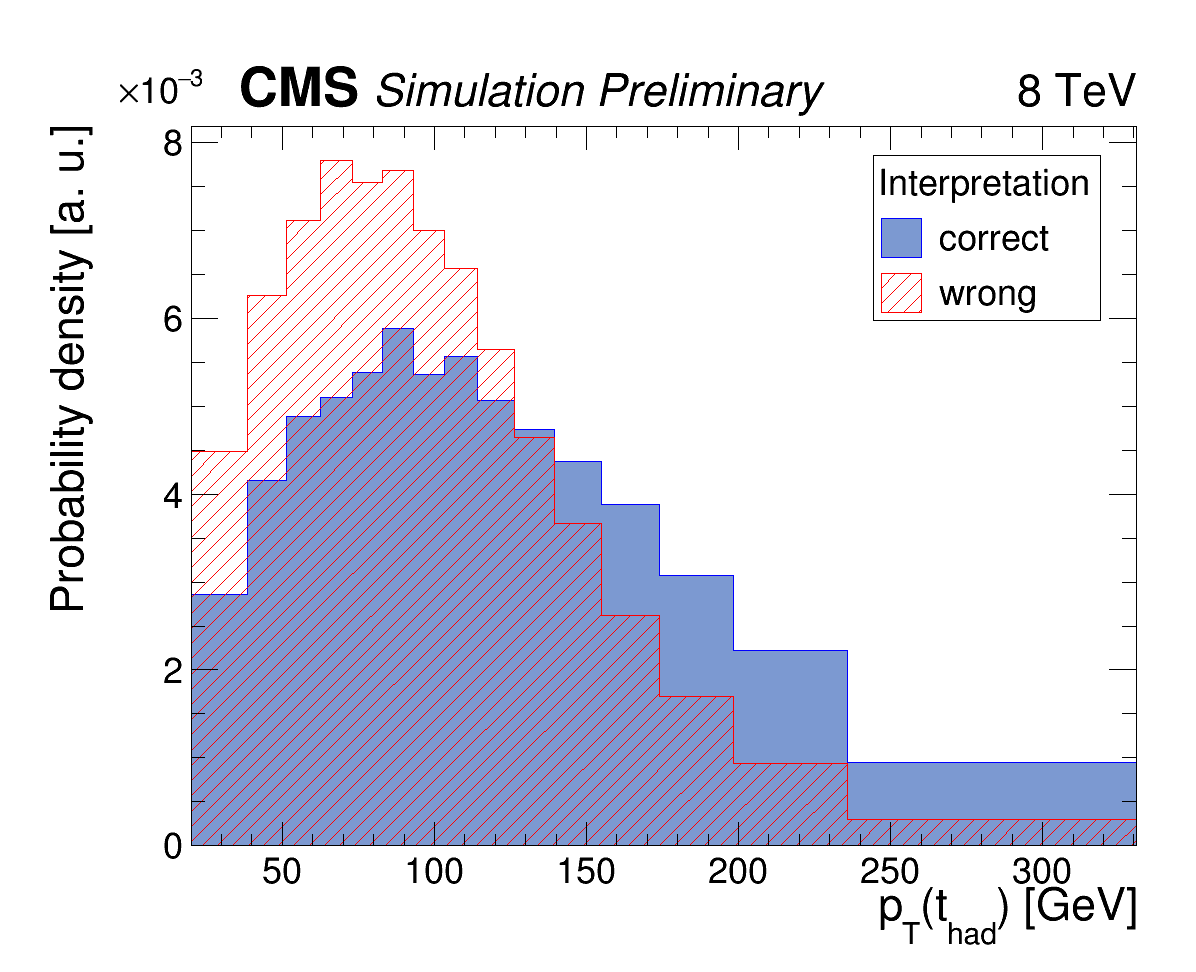 ×10⁻³ CMS Simulation Preliminary 8 TeV
Probability density [a. u.]
8
6
4
2
0
Interpretation
correct
wrong
50 100 150 200 250 300
p_T(t_had) [GeV]